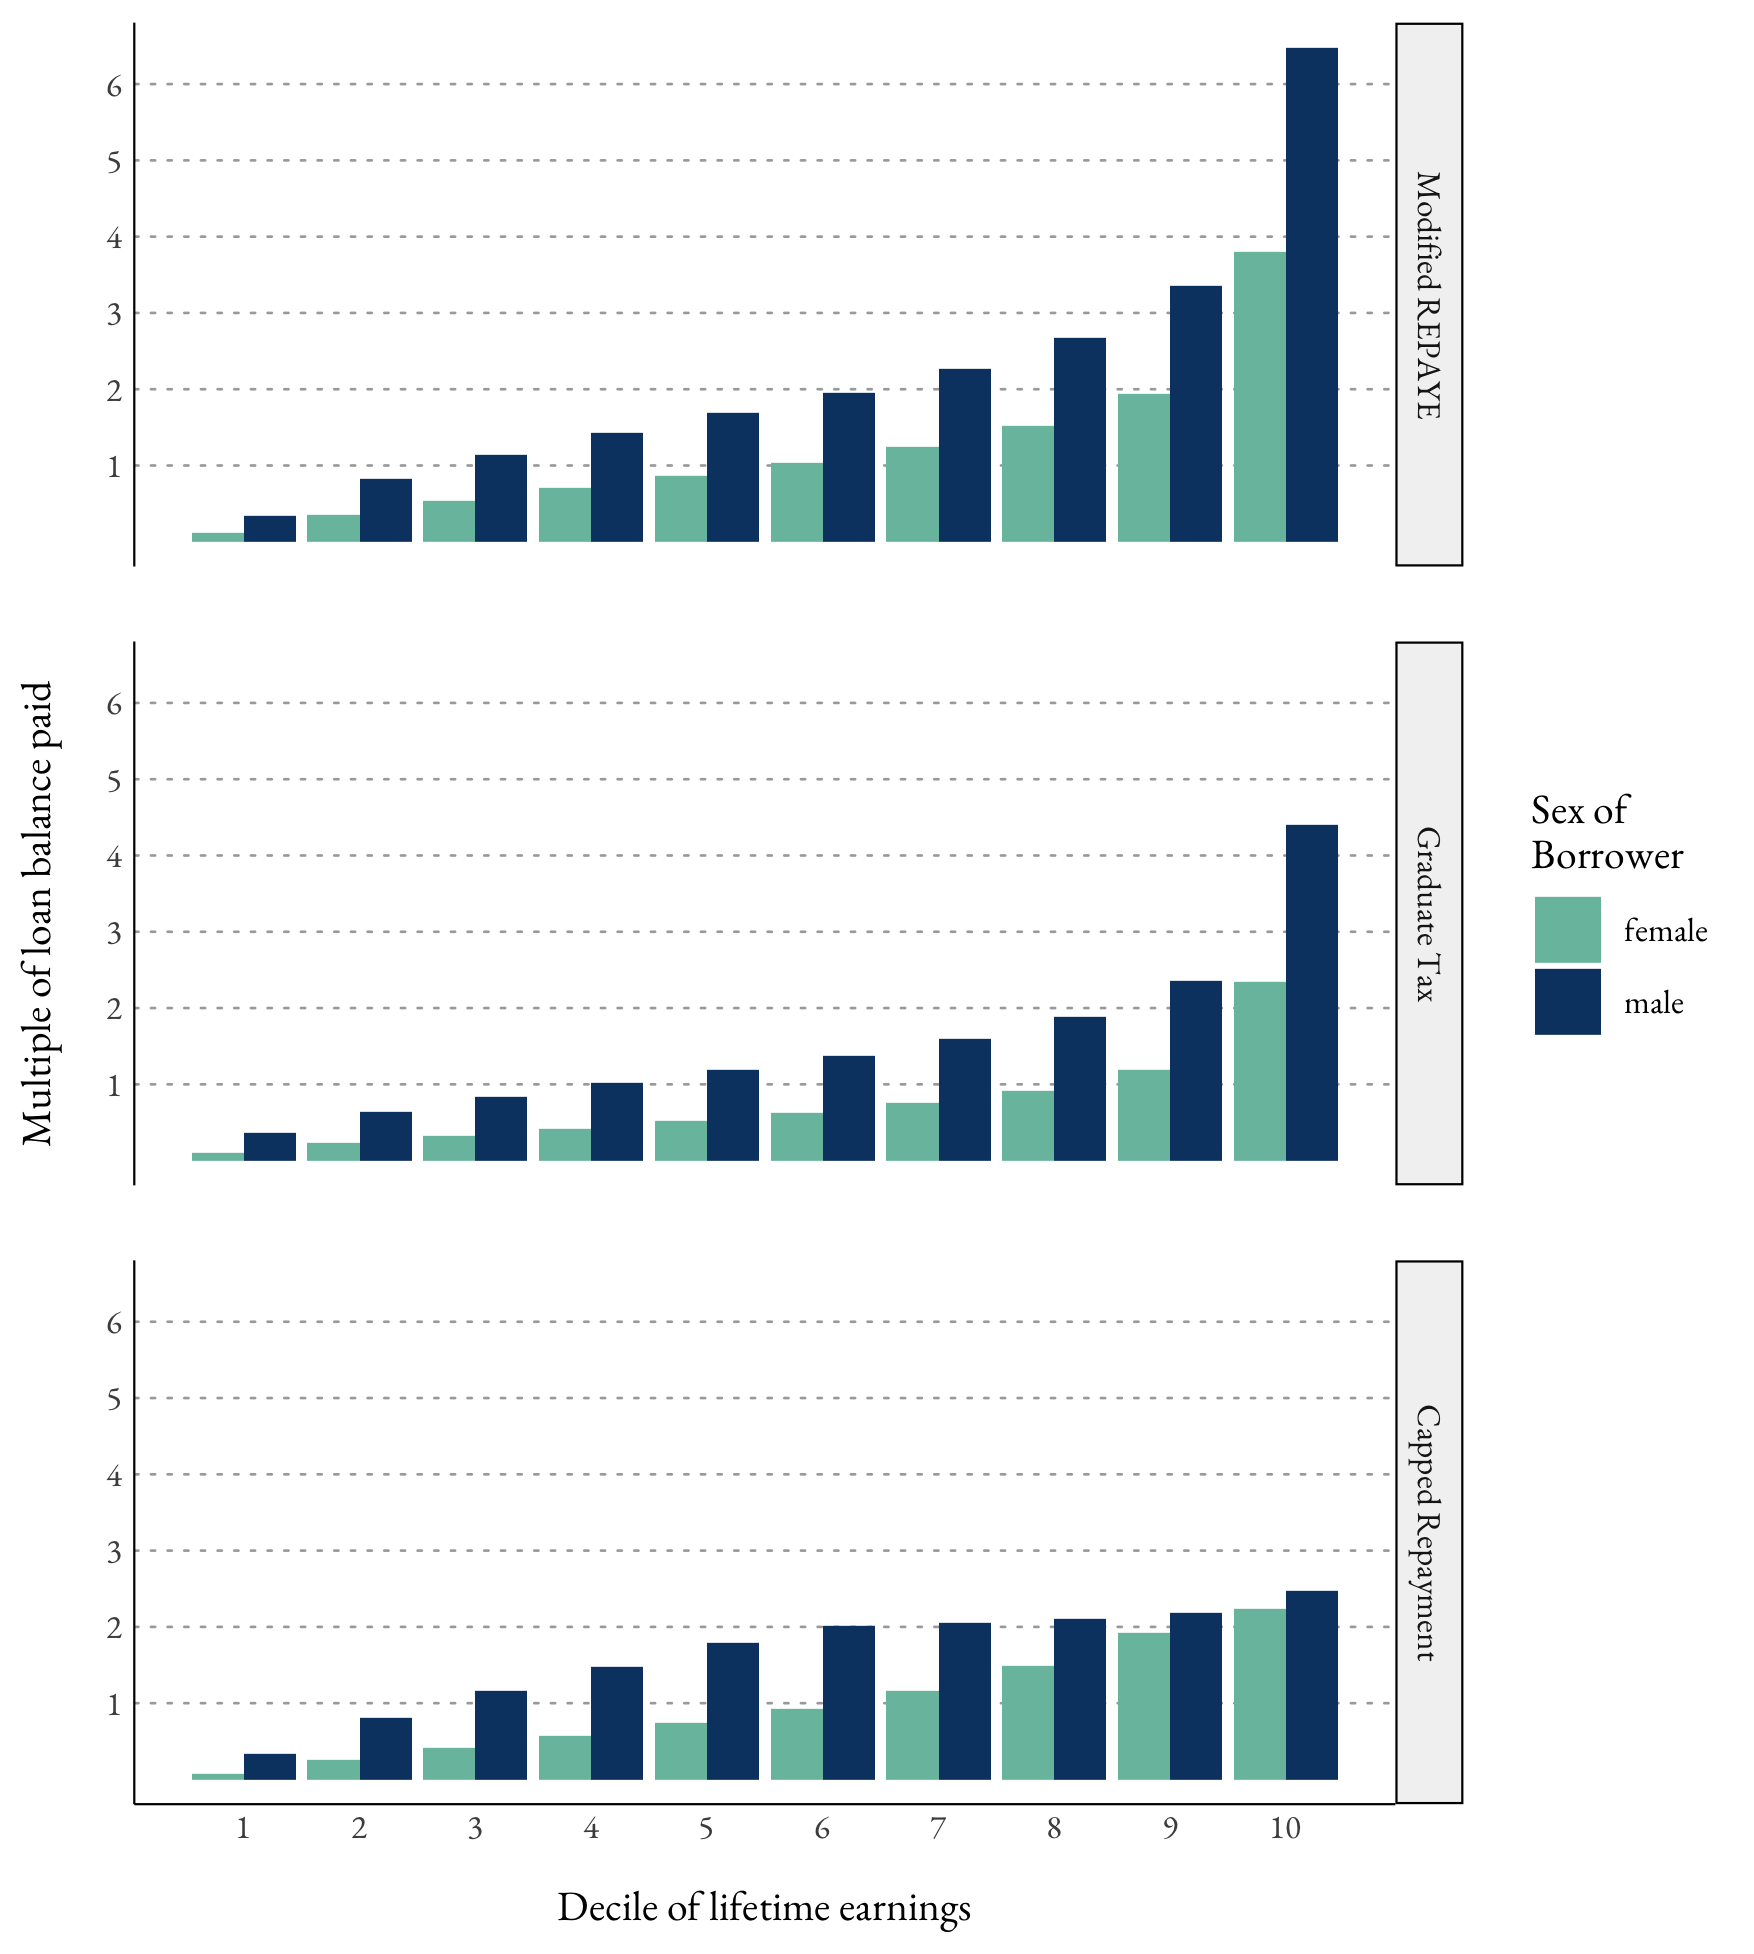 6
5
4
3
2
1
Modified REPAYE
Multiple of loan balance paid
6
5
4
3
2
1
Graduate Tax
Sex of
Borrower
female
male
6
5
4
3
2
1
Capped Repayment
1 2 3 4 5 6 7 8 9 10
Decile of lifetime earnings